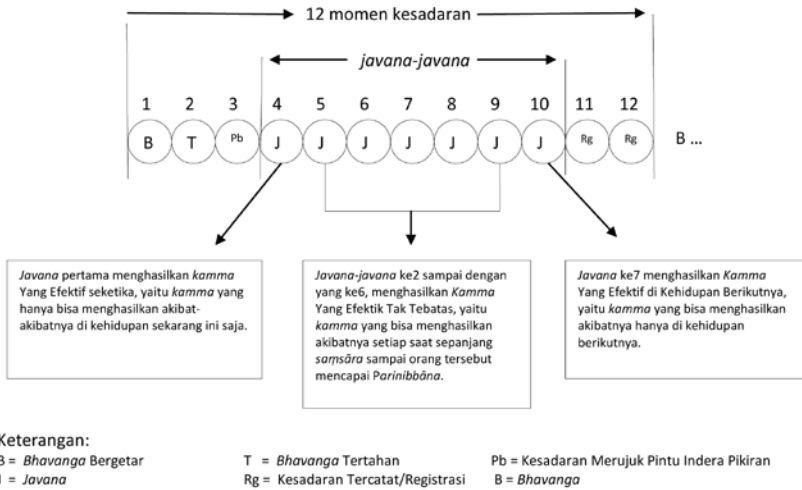 12 momen kesadaran
javana-javana
1 2 3 4 5 6 7 8 9 10 11 12
B T Pb J J J J J J J Rg Rg B ...
Javana pertama menghasilkan kamma
Yang Efektif seketika, yaitu kamma yang
hanya bisa menghasilkan akibat-
akibatnya di kehidupan sekarang ini saja.
Javana-javana ke2 sampai dengan
yang ke6, menghasilkan Kamma
Yang Efektik Tak Tebatas, yaitu
kamma yang bisa menghasilkan
akibatnya setiap saat sepanjang
saṃsāra sampai orang tersebut
mencapai Parinibbāna.
Javana ke7 menghasilkan Kamma
Yang Efektif di Kehidupan Berikutnya,
yaitu kamma yang bisa menghasilkan
akibatnya hanya di kehidupan
berikutnya.
Keterangan:
B = Bhavanga Bergetar T = Bhavanga Tertahan Pb = Kesadaran Merujuk Pintu Indera Pikiran
J = Javana Rg = Kesadaran Tercatat/Registrasi B = Bhavanga